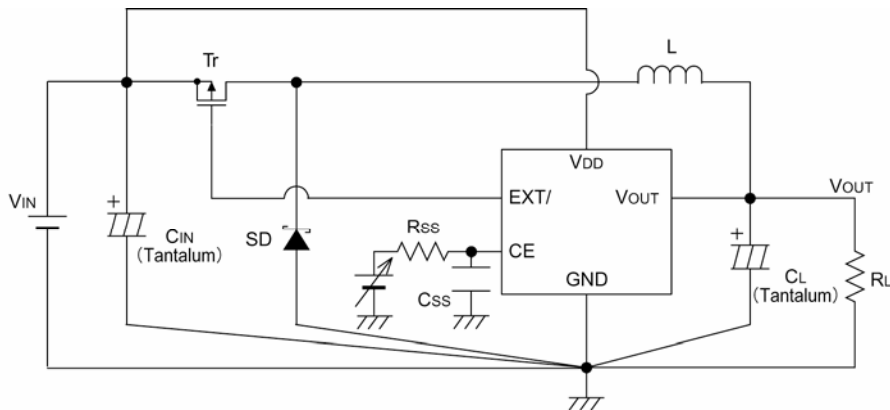 L
Tr
VDD
EXT/
VOUT
VOUT
VIN
+
CIN
(Tantalum)
SD
RSS
CE
CSS
GND
+
CL
(Tantalum)
RL